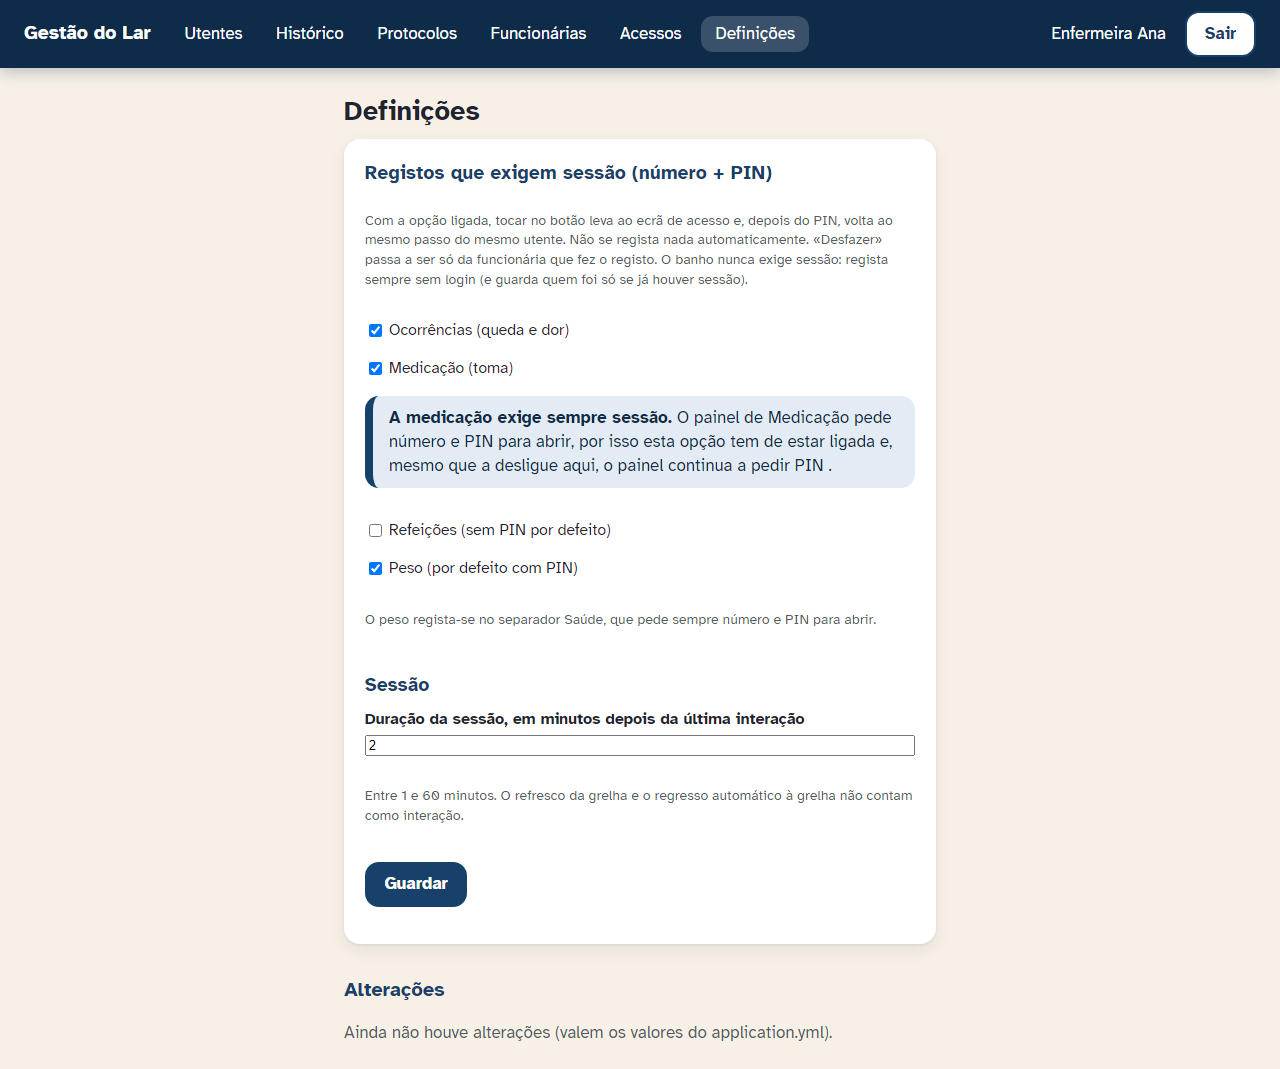 Gestão do Lar Utentes Histórico Protocolos Funcionárias Acessos Definições Enfermeira Ana Sair
Definições
Registos que exigem sessão (número + PIN)
Com a opção ligada, tocar no botão leva ao ecrã de acesso e, depois do PIN, volta ao
mesmo passo do mesmo utente. Não se regista nada automaticamente. «Desfazer»
passa a ser só da funcionária que fez o registo. O banho nunca exige sessão: regista
sempre sem login (e guarda quem foi só se já houver sessão).
Ocorrências (queda e dor)
Medicação (toma)
A medicação exige sempre sessão. O painel de Medicação pede
número e PIN para abrir, por isso esta opção tem de estar ligada e,
mesmo que a desligue aqui, o painel continua a pedir PIN .
Refeições (sem PIN por defeito)
Peso (por defeito com PIN)
O peso regista-se no separador Saúde, que pede sempre número e PIN para abrir.
Sessão
Duração da sessão, em minutos depois da última interação
2
Entre 1 e 60 minutos. O refresco da grelha e o regresso automático à grelha não contam
como interação.
Guardar
Alterações
Ainda não houve alterações (valem os valores do application.yml).